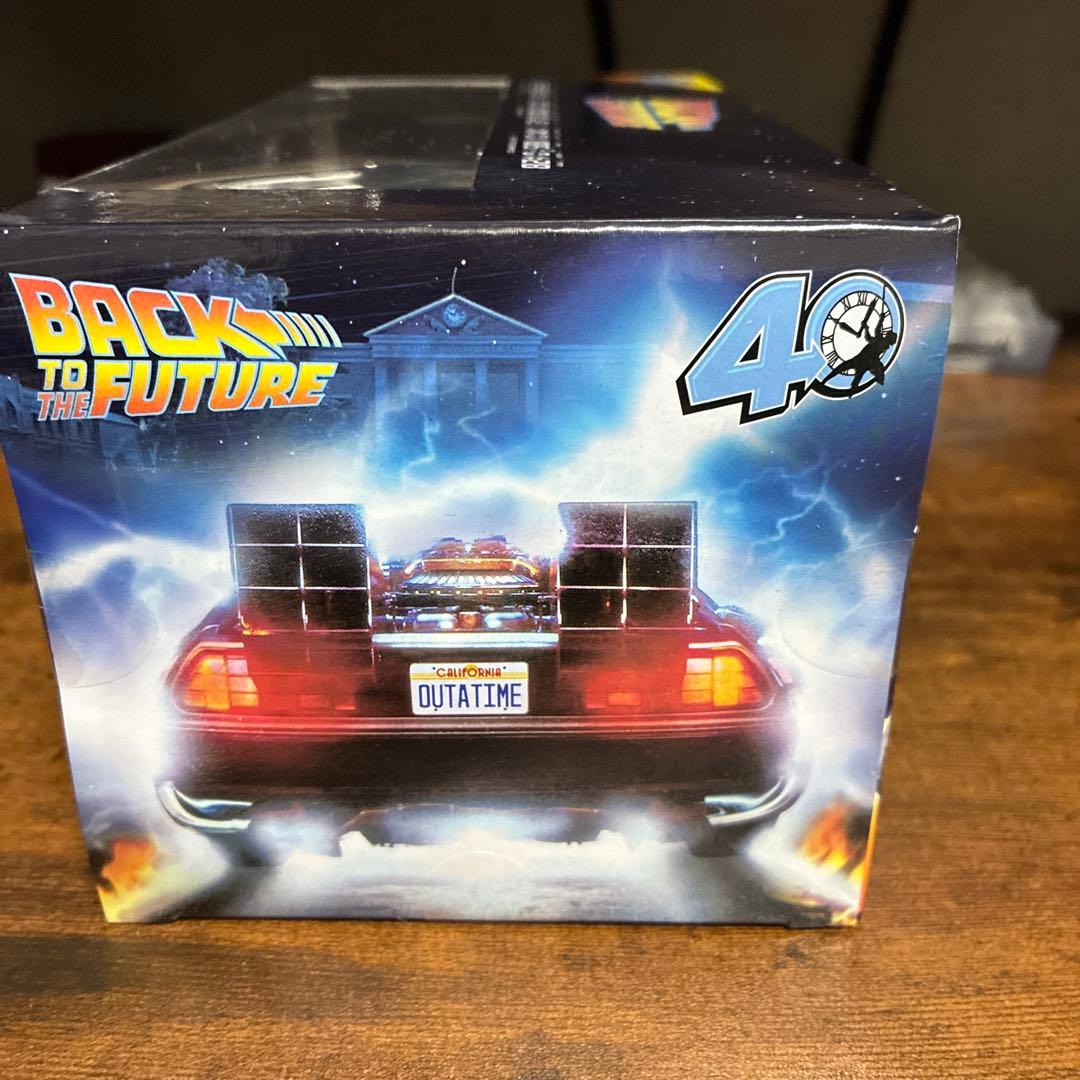 BACK
TO
THE FUTURE
40
CALIFORNIA
OUTATIME